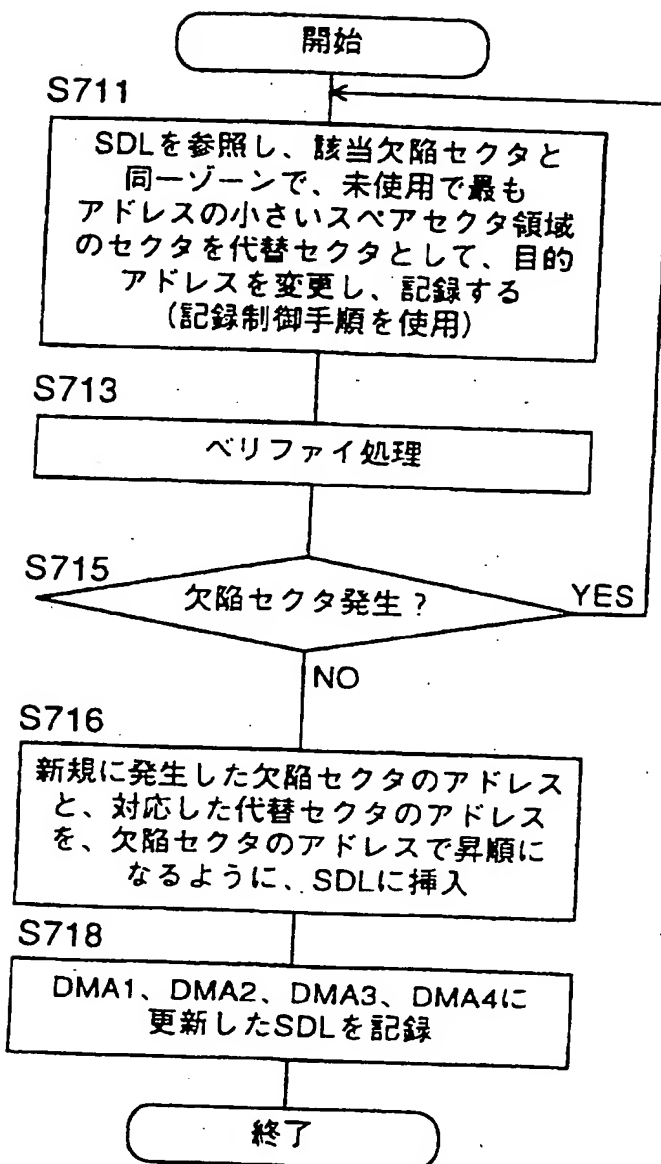 開始
S711
SDLを参照し、該当欠陥セクタと
同一ゾーンで、未使用で最も
アドレスの小さいスペアセクタ領域
のセクタを代替セクタとして、目的
アドレスを変更し、記録する
(記録制御手順を使用)
S713
ベリファイ処理
S715
欠陥セクタ発生?
YES
NO
S716
新規に発生した欠陥セクタのアドレス
と、対応した代替セクタのアドレス
を、欠陥セクタのアドレスで昇順に
なるように、SDLに挿入
S718
DMA1、DMA2、DMA3、DMA4に
更新したSDLを記録
終了